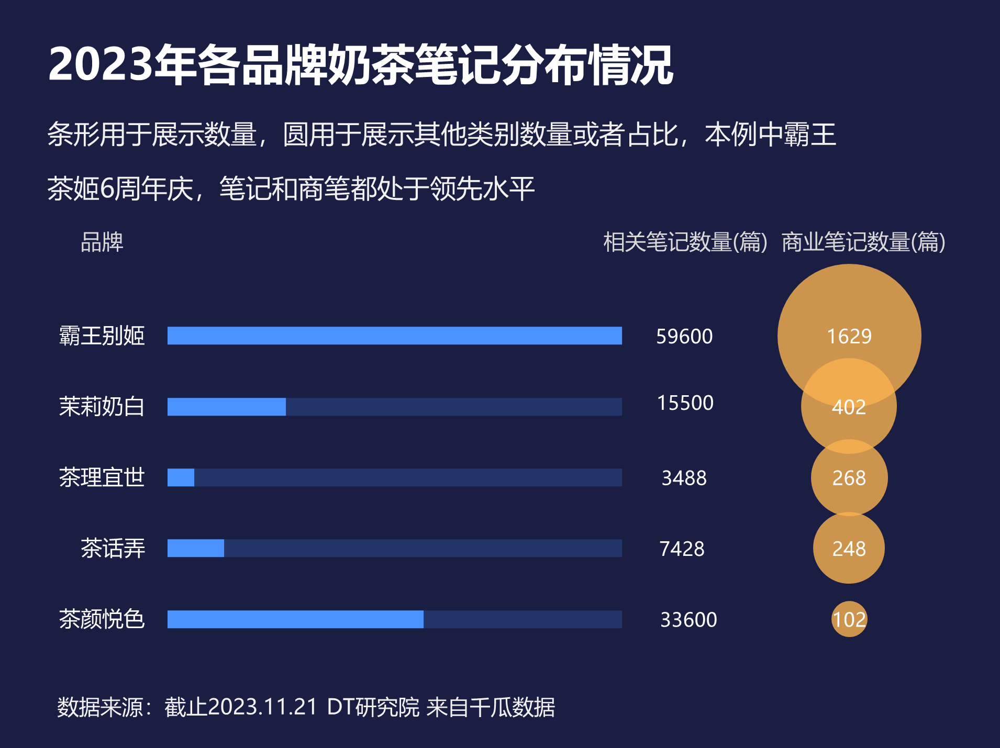 2023年各品牌奶茶笔记分布情况
条形用于展示数量，圆用于展示其他类别数量或者占比，本例中霸王
茶姬6周年庆，笔记和商笔都处于领先水平
品牌 相关笔记数量(篇) 商业笔记数量(篇)
霸王别姬 59600 1629
茉莉奶白 15500 402
茶理宜世 3488 268
茶话弄 7428 248
茶颜悦色 33600 102
数据来源：截止2023.11.21 DT研究院 来自千瓜数据